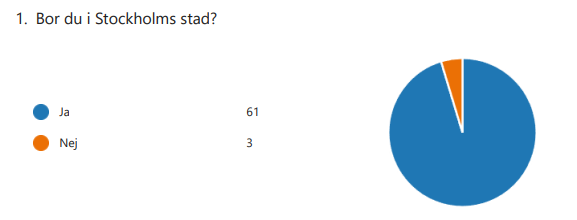 1. Bor du i Stockholms stad?
Ja 61
Nej 3